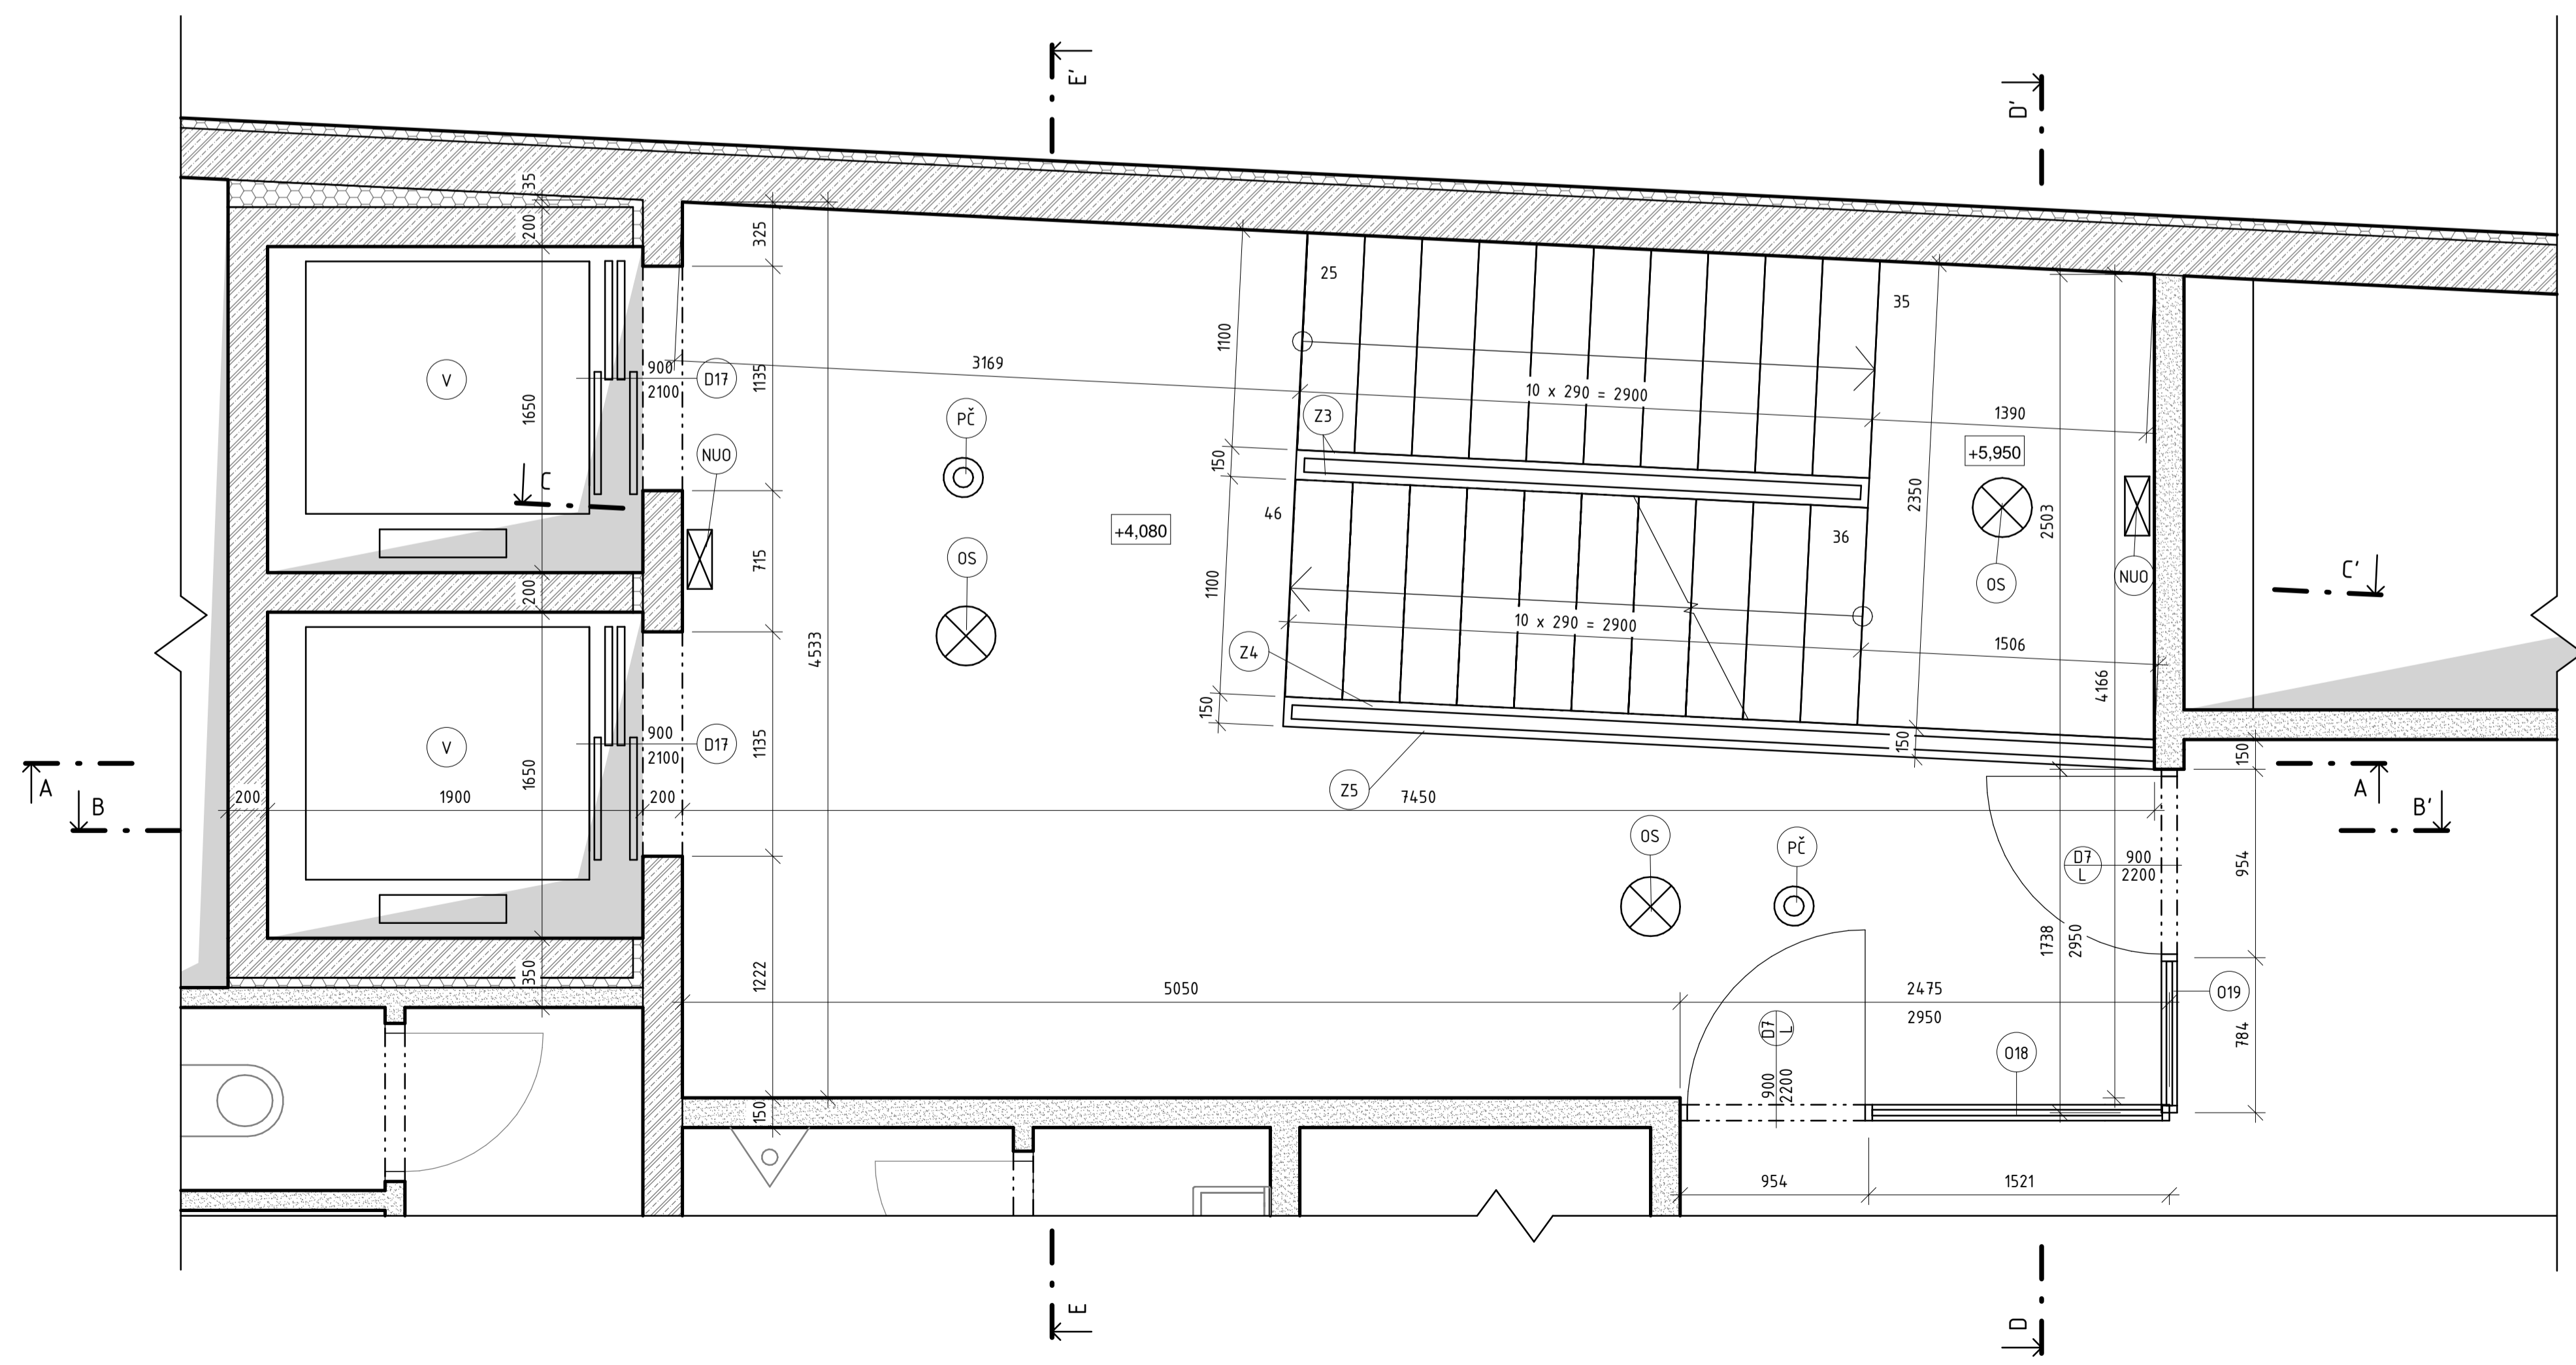 E'
D'
35
200
325
25
35
1100
900
2100
D17
1135
3169
10 x 290 = 2900
1390
V
1650
PČ
Z3
+5,950
NUO
150
C
46
+4,080
36
2350
2503
OS
715
OS
NUO
C'
200
1100
10 x 290 = 2900
1506
4533
Z4
4166
150
900
2100
D17
1135
V
1650
150
150
A
B
Z5
A
B'
200
1900
200
7450
OS
PČ
D7
L
900
2200
954
1738
2950
350
1222
5050
2475
2950
O19
D7
L
O18
784
900
2200
150
954
1521
E
D